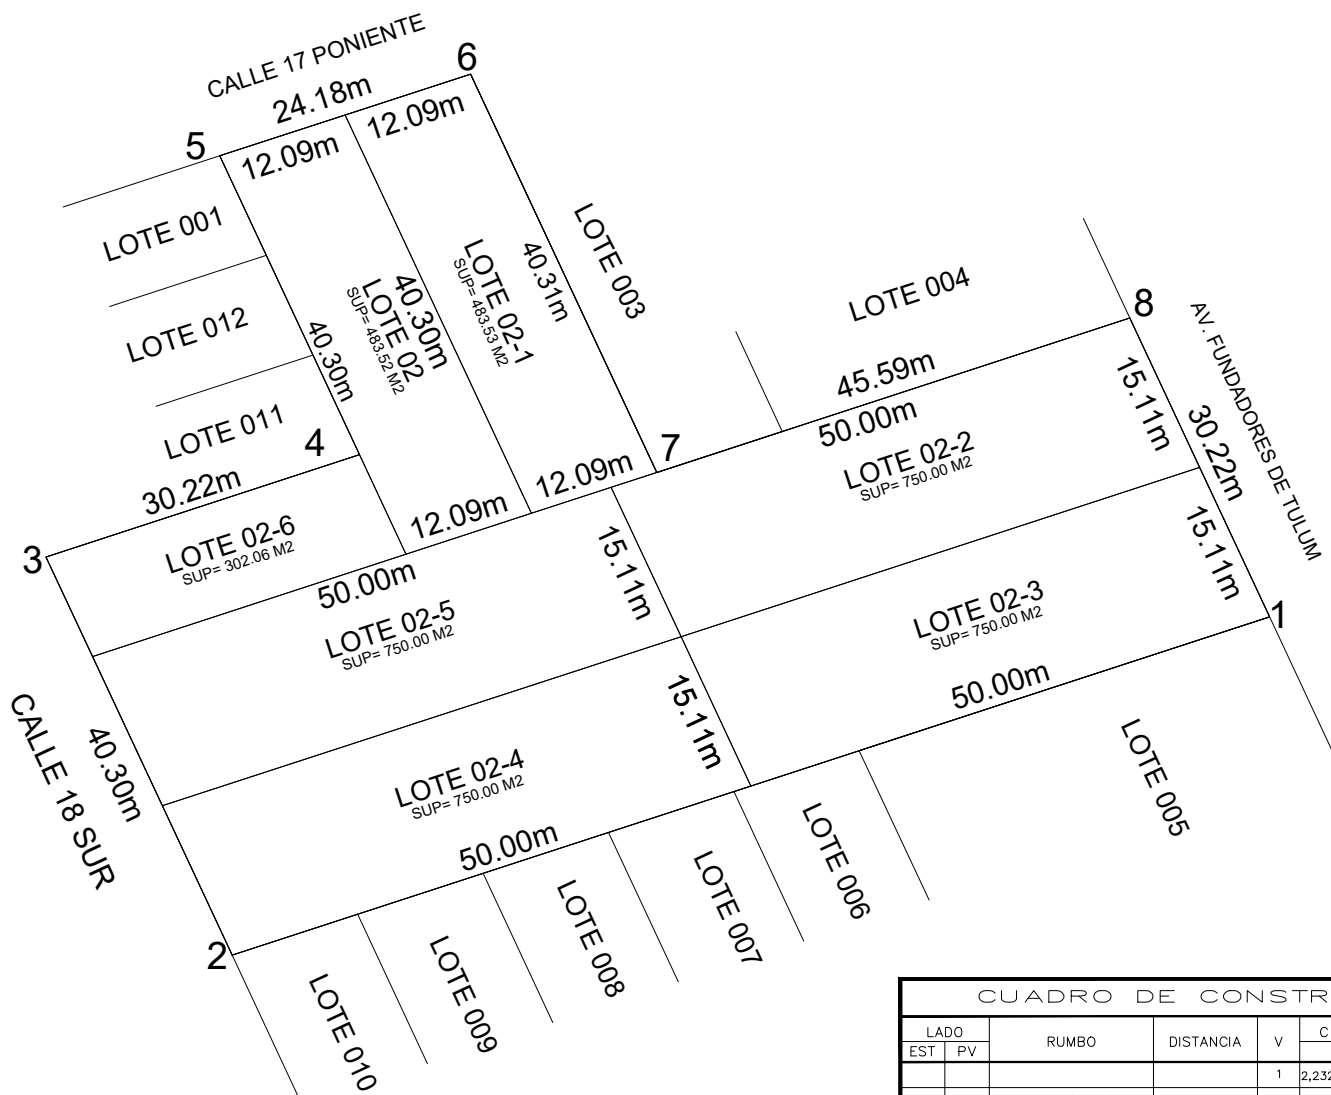 CALLE 17 PONIENTE
6
24.18m
5
12.09m
12.09m
LOTE 001
LOTE 012
LOTE 011
40.30m
LOTE 02
SUP= 483.52 M2
40.30m
LOTE 02-1
SUP= 483.53 M2
40.31m
LOTE 003
LOTE 004
8
AV. FUNDADORES DE TULUM
4
30.22m
7
45.59m
50.00m
LOTE 02-2
SUP= 750.00 M2
15.11m
30.22m
3
LOTE 02-6
SUP= 302.06 M2
12.09m
12.09m
50.00m
LOTE 02-5
SUP= 750.00 M2
15.11m
LOTE 02-3
SUP= 750.00 M2
15.11m
1
50.00m
CALLE 18 SUR
40.30m
LOTE 02-4
SUP= 750.00 M2
15.11m
50.00m
2
LOTE 010
LOTE 009
LOTE 008
LOTE 007
LOTE 006
LOTE 005
CUADRO DE CONSTR
LADO
EST PV
RUMBO
DISTANCIA
V
C
1 2,232